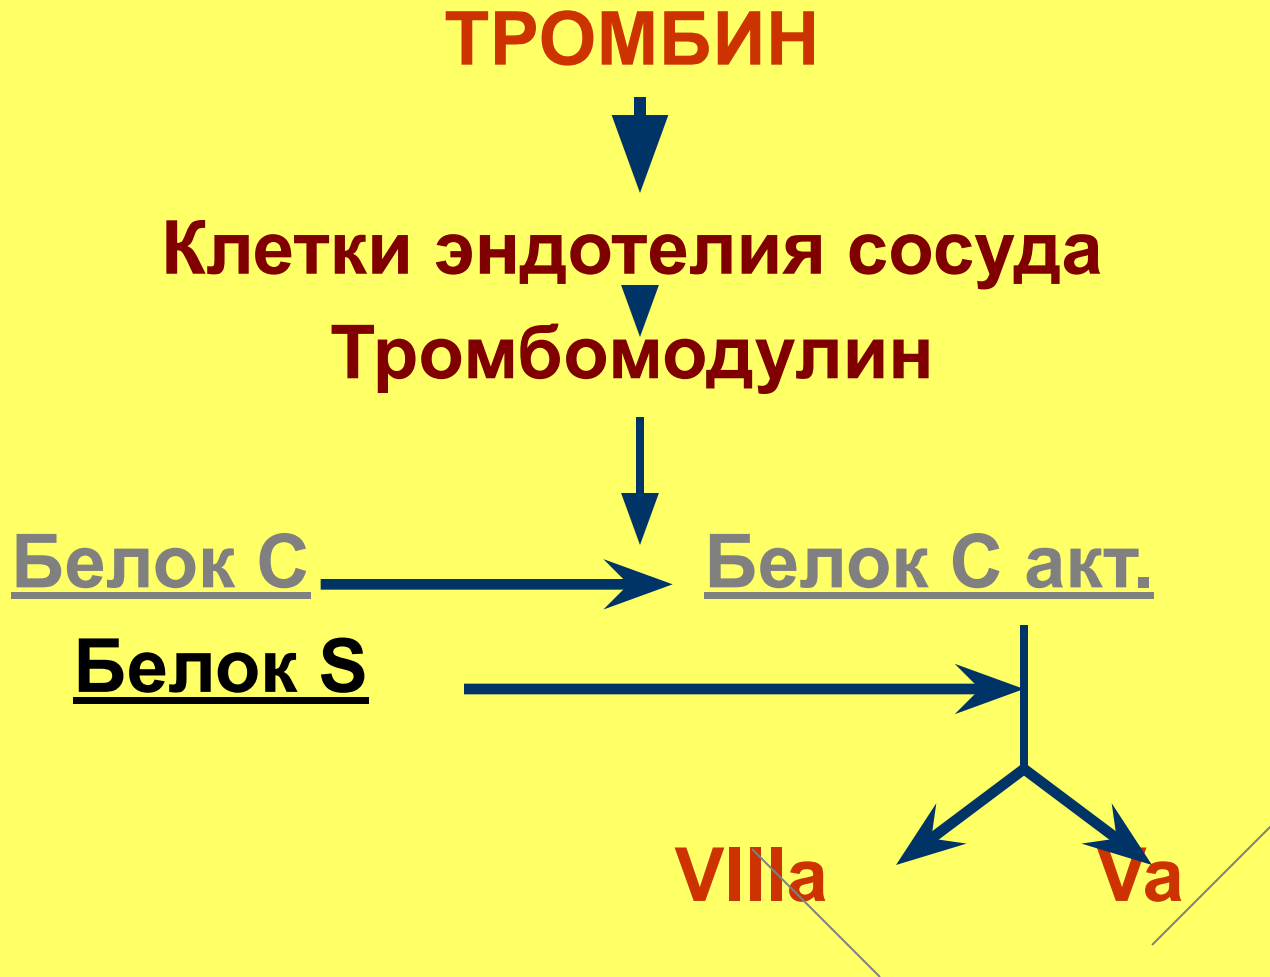 ТРОМБИН
Клетки эндотелия сосуда
Тромбомодулин
Белок С
Белок С акт.
Белок S
VIIIa
Va